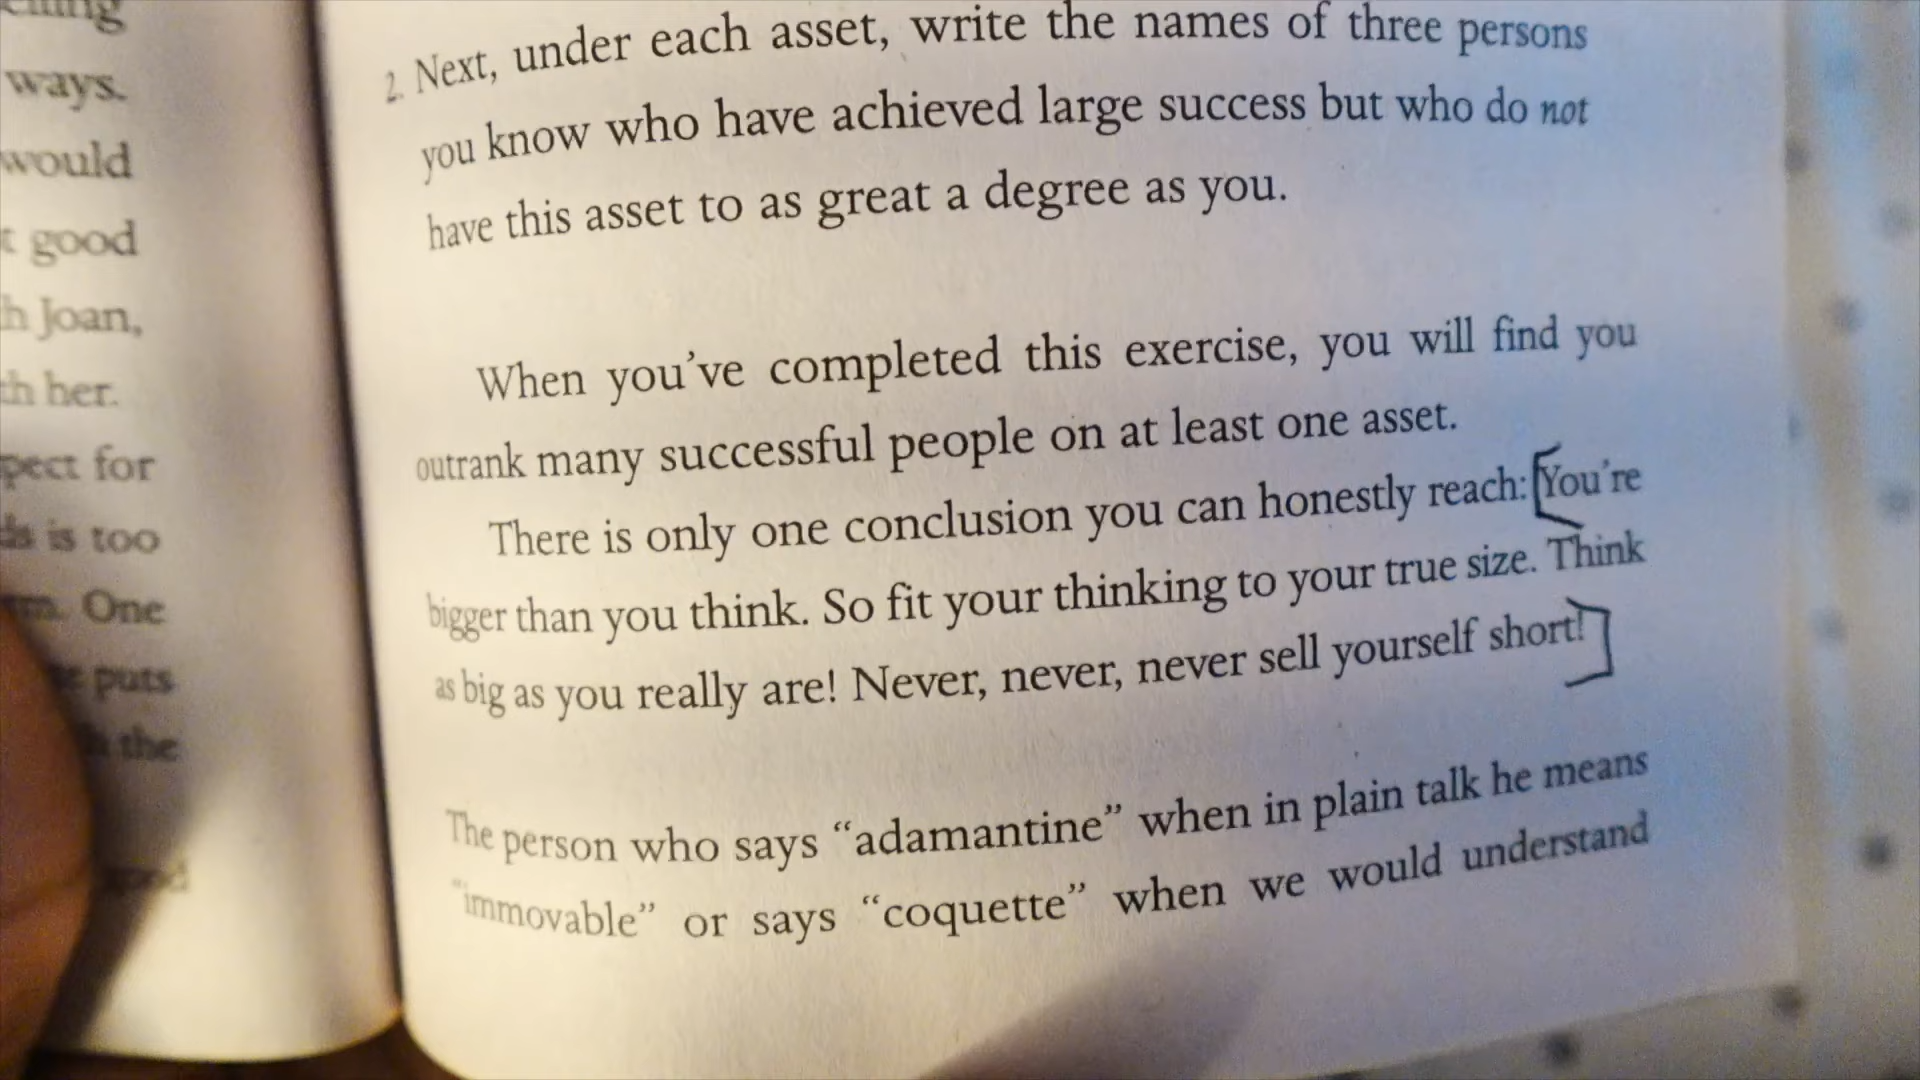 ways.
would
good
Joan,
her.
for
is too
One
puts
the
2. Next, under each asset, write the names of three persons
you know who have achieved large success but who do not
have this asset to as great a degree as you.
When you've completed this exercise, you will find you
outrank many successful people on at least one asset.
There is only one conclusion you can honestly reach: [You're
bigger than you think. So fit your thinking to your true size. Think
as big as you really are! Never, never, never sell yourself short!]
The person who says “adamantine” when in plain talk he means
“immovable” or says “coquette” when we would understand